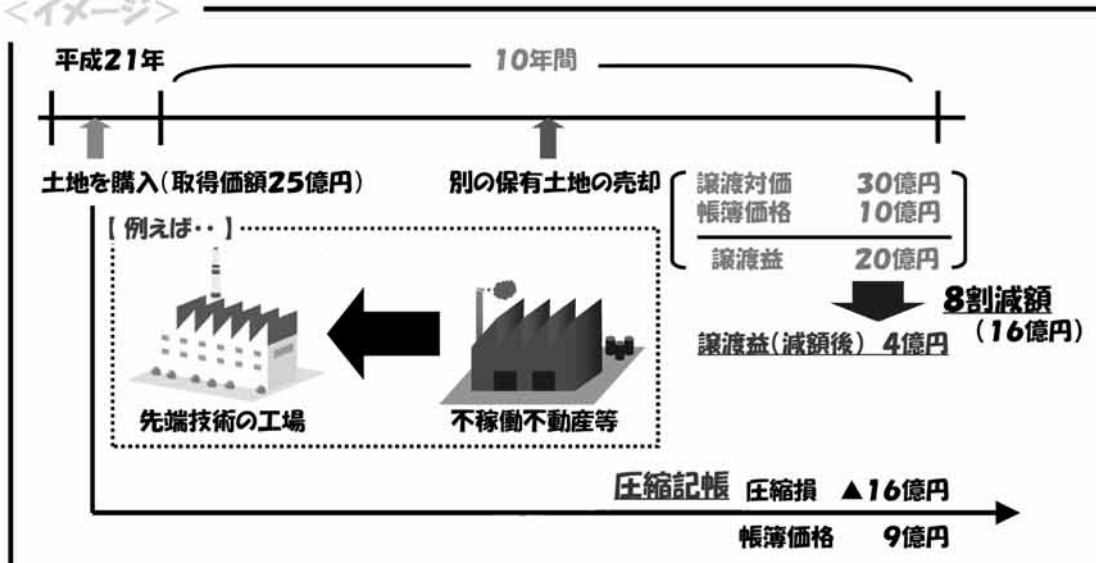 ＜イメージ＞
平成21年
10年間
土地を購入（取得価額25億円）
別の保有土地の売却
譲渡対価 30億円
帳簿価格 10億円
譲渡益 20億円
8割減額
（16億円）
譲渡益（減額後） 4億円
【 例えば・・ 】
先端技術の工場
不稼働不動産等
圧縮記帳 圧縮損 ▲16億円
帳簿価格 9億円